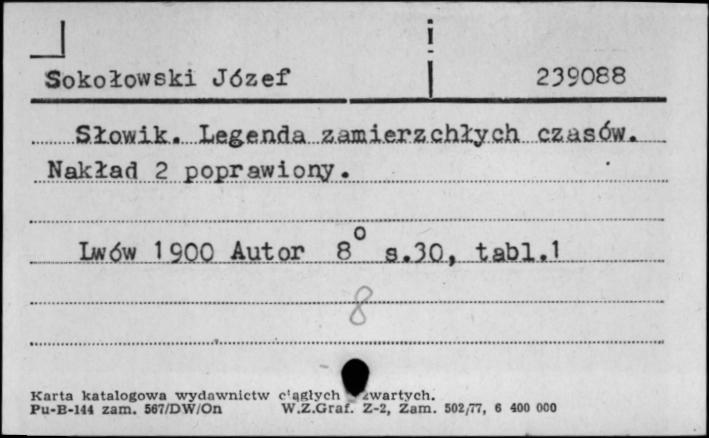 Sokołowski Józef 239088
Słowik. Legenda zamierzchłych czasów.
Nakład 2 poprawiony.
Lwów 1900 Autor 8° s.30, tabl.1
8
Karta katalogowa wydawnictw ciągłych zwartych.
Pu-B-144 zam. 567/DW/On W.Z.Graf. Z-2, Zam. 502/77, 6 400 000